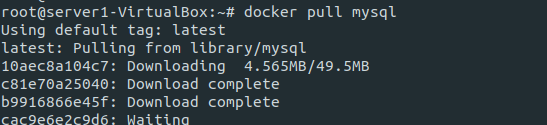 root@server1-VirtualBox:~# docker pull mysql
Using default tag: latest
latest: Pulling from library/mysql
10aec8a104c7: Downloading  4.565MB/49.5MB
c81e70a25040: Download complete
b9916866e45f: Download complete
cac9e6e2c9d6: Waiting